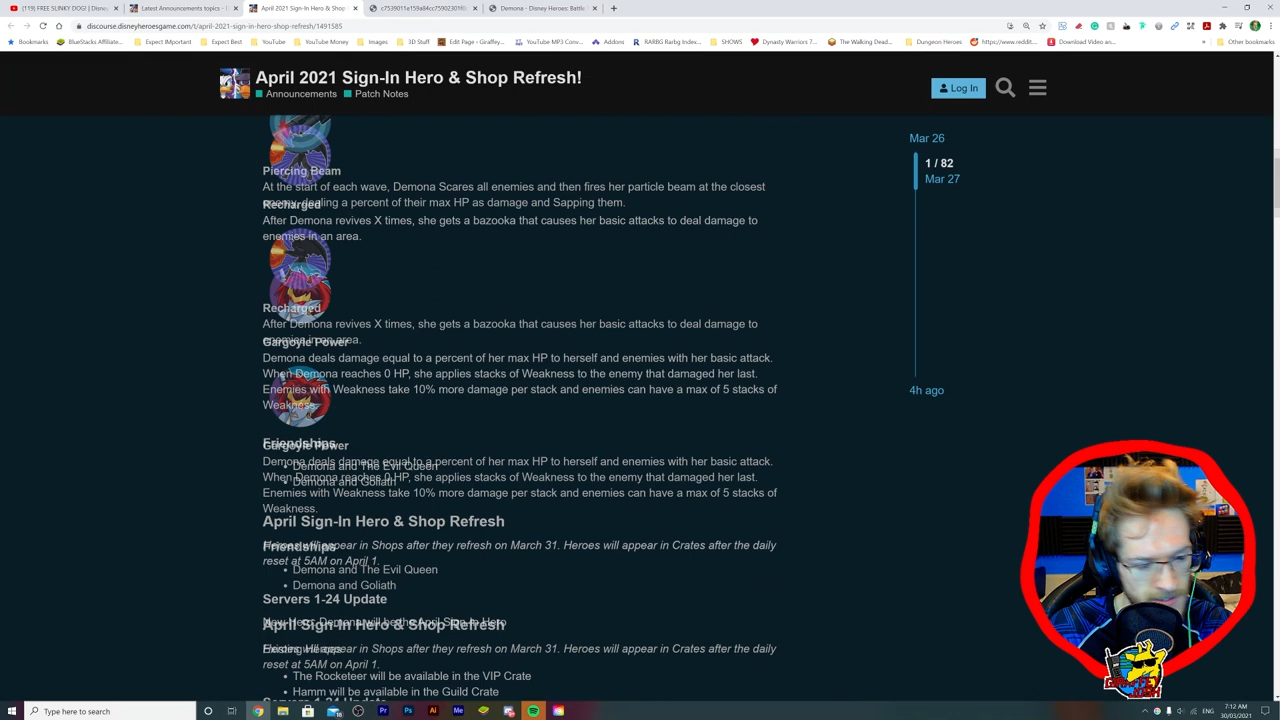 (119) FREE SLINKY DOG! | Disne
Latest Announcements topics -
April 2021 Sign-In Hero & Shop
c7539011e159a84cc75902301f8
Demona - Disney Heroes: Battle
discourse.disneyheroesgame.com/t/april-2021-sign-in-hero-shop-refresh/1491585
Bookmarks
BlueStacks Affiliate...
Expect IMportant
Expect Best
YouTube
YouTube Money
Images
3D Stuff
Edit Page ‹ Giraffey...
YouTube MP3 Conv...
Addons
RARBG Rarbg Index...
SHOWS
Dynasty Warriors 7...
The Walking Dead...
Dungeon Heros
https://www.reddit...
Download Video an...
Other bookmarks
April 2021 Sign-In Hero & Shop Refresh!
Announcements Patch Notes
Log In
Mar 26
1 / 82
Mar 27
4h ago
Piercing Beam
At the start of each wave, Demona Scares all enemies and then fires her particle beam at the closest
enemy, dealing a percent of their max HP as damage and Sapping them.
Recharged
After Demona revives X times, she gets a bazooka that causes her basic attacks to deal damage to
enemies in an area.
Recharged
After Demona revives X times, she gets a bazooka that causes her basic attacks to deal damage to
enemies in an area.
Gargoyle Power
Demona deals damage equal to a percent of her max HP to herself and enemies with her basic attack.
When Demona reaches 0 HP, she applies stacks of Weakness to the enemy that damaged her last.
Enemies with Weakness take 10% more damage per stack and enemies can have a max of 5 stacks of
Weakness.
Friendships
Gargoyle Power
Demona and The Evil Queen
Demona deals damage equal to a percent of her max HP to herself and enemies with her basic attack.
When Demona reaches 0 HP, she applies stacks of Weakness to the enemy that damaged her last.
Demona and Goliath
Enemies with Weakness take 10% more damage per stack and enemies can have a max of 5 stacks of
Weakness.
April Sign-In Hero & Shop Refresh
Heroes will appear in Shops after they refresh on March 31. Heroes will appear in Crates after the daily
reset at 5AM on April 1.
Friendships
Demona and The Evil Queen
Demona and Goliath
Servers 1-24 Update
New Hero, Demona will be the April Sign-In Hero
April Sign-In Hero & Shop Refresh
Existing Heroes
Heroes will appear in Shops after they refresh on March 31. Heroes will appear in Crates after the daily
reset at 5AM on April 1.
The Rocketeer will be available in the VIP Crate
Hamm will be available in the Guild Crate
Servers 1-24 Update
Type here to search
7:12 AM
ENG
30/03/2021